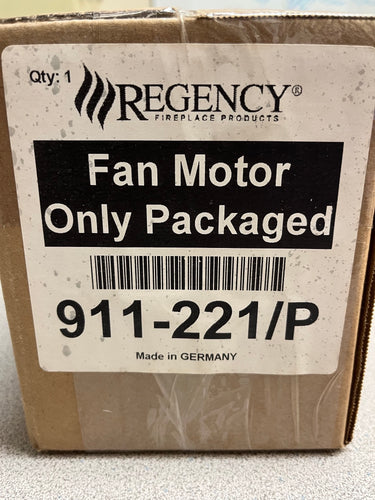 Qty: 1
REGENCY®
FIREPLACE PRODUCTS
Fan Motor
Only Packaged
911-221/P
Made in GERMANY